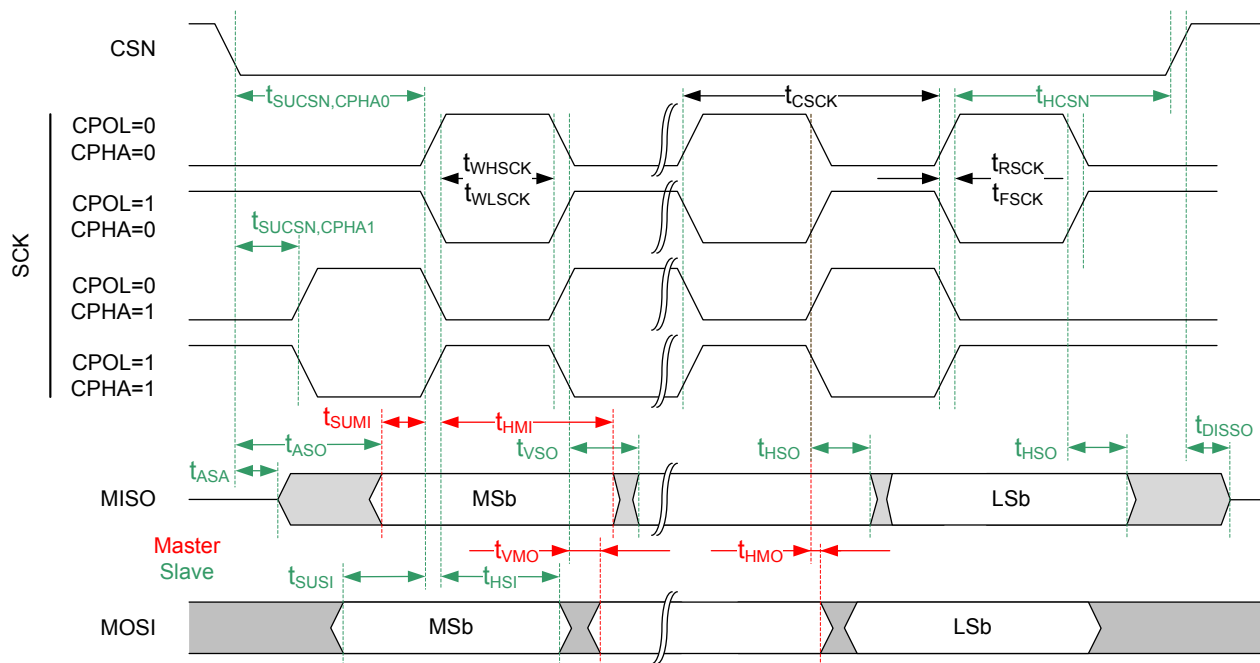 CSN
tSUCSN,CPHA0
tCSCK
tHCSN
SCK
CPOL=0
CPHA=0
tWHSCK
tWLSCK
tRSCK
tFSCK
CPOL=1
CPHA=0
tSUCSN,CPHA1
CPOL=0
CPHA=1
CPOL=1
CPHA=1
tSUMI
tHMI
tASO
tVSO
tHSO
tHSO
tDISSO
tASA
MISO
MSb
LSb
Master
Slave
tVMO
tHMO
tSUSI
tHSI
MOSI
MSb
LSb